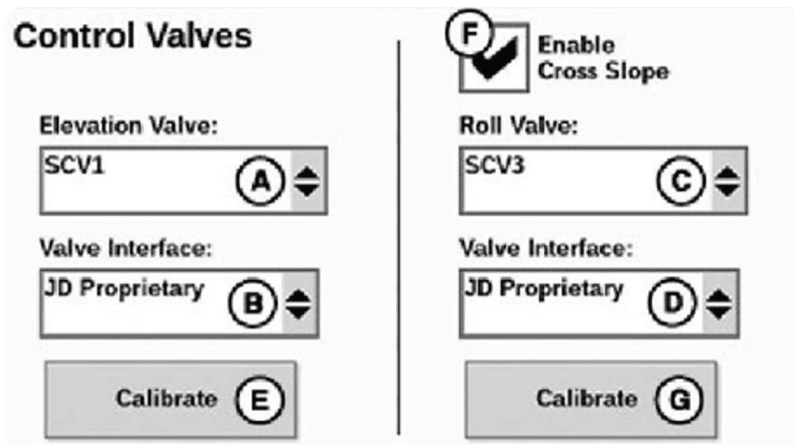 Control Valves
Elevation Valve:
SCV1
A
Valve Interface:
JD Proprietary
B
Calibrate
E
F
Enable
Cross Slope
Roll Valve:
SCV3
C
Valve Interface:
JD Proprietary
D
Calibrate
G